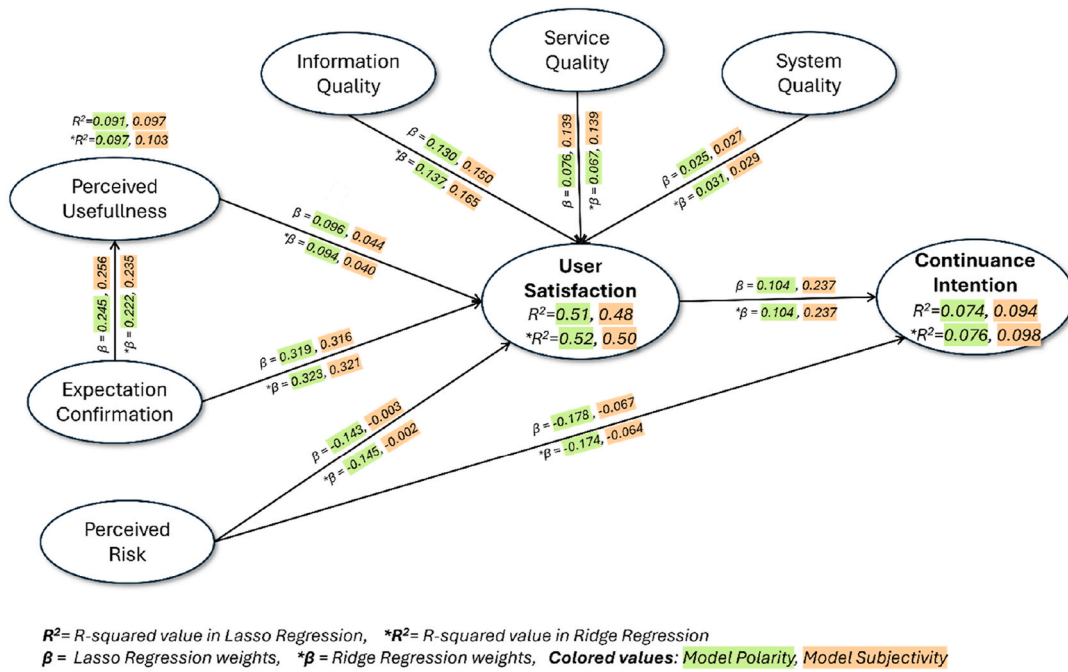 Information
Quality
Service
Quality
System
Quality
R²=0.091, 0.097
*R²=0.097, 0.103
Perceived
Usefullness
β = 0.130, 0.150
*β = 0.137, 0.165
β = 0.076, 0.139
*β = 0.067, 0.139
β = 0.025, 0.027
*β = 0.031, 0.029
β = 0.096, 0.044
*β = 0.094, 0.040
β = 0.245, 0.256
*β = 0.222, 0.235
User
Satisfaction
R²=0.51, 0.48
*R²=0.52, 0.50
β = 0.104, 0.237
*β = 0.104, 0.237
Continuance
Intention
R²=0.074, 0.094
*R²=0.076, 0.098
β = 0.319, 0.316
*β = 0.323, 0.321
Expectation
Confirmation
β = -0.143, -0.003
*β = -0.145, -0.002
β = -0.178, -0.067
*β = -0.174, -0.064
Perceived
Risk
R²= R-squared value in Lasso Regression, *R²= R-squared value in Ridge Regression
β = Lasso Regression weights, *β = Ridge Regression weights, Colored values: Model Polarity, Model Subjectivity